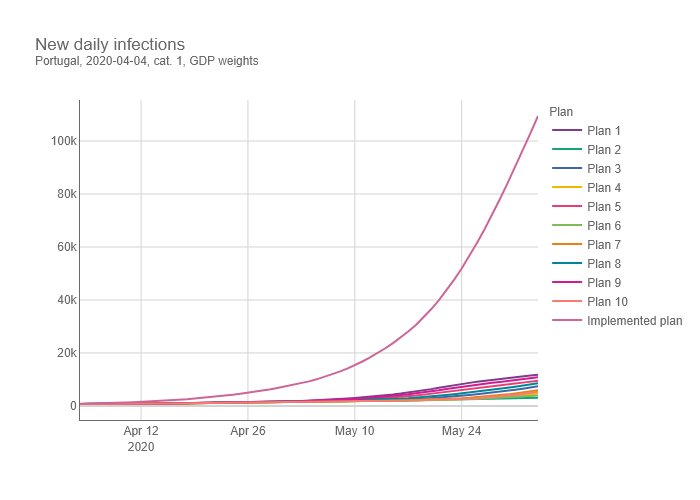 New daily infections
Portugal, 2020-04-04, cat. 1, GDP weights
100k
80k
60k
40k
20k
0
Apr 12
2020
Apr 26
May 10
May 24
Plan
Plan 1
Plan 2
Plan 3
Plan 4
Plan 5
Plan 6
Plan 7
Plan 8
Plan 9
Plan 10
Implemented plan